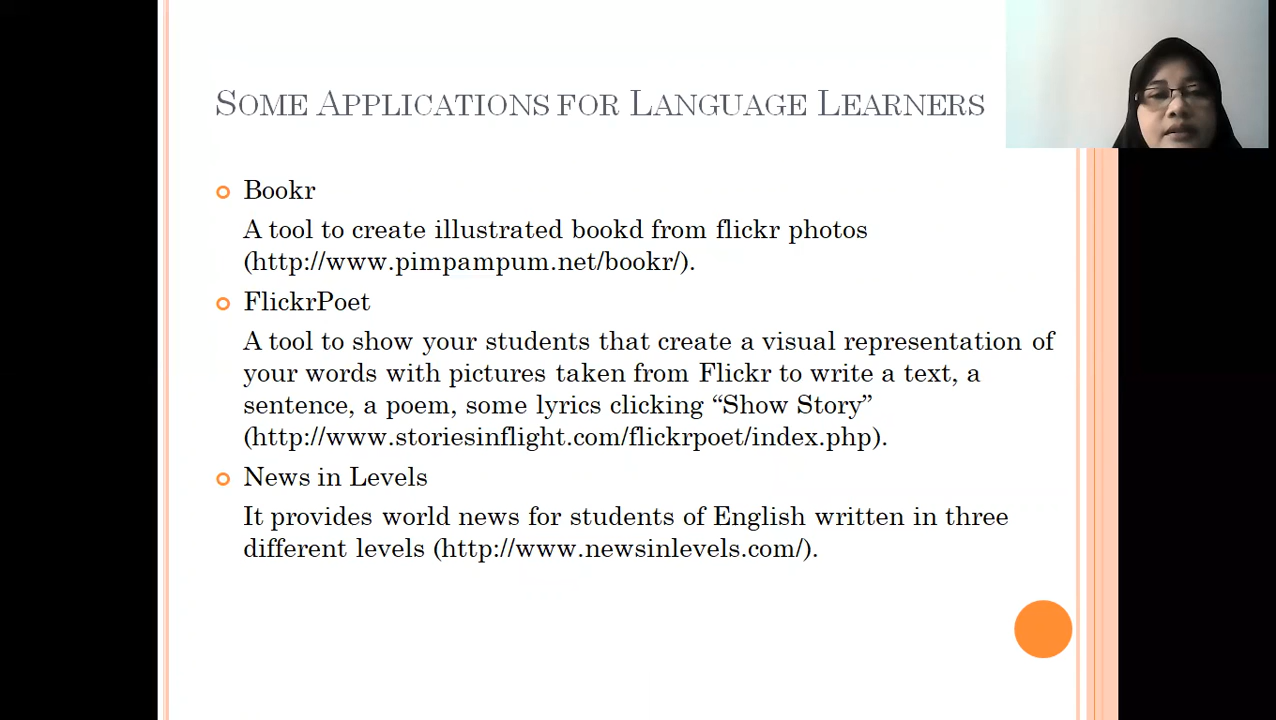 Some Applications for Language Learners
Bookr
A tool to create illustrated bookd from flickr photos
(http://www.pimpampum.net/bookr/).
FlickrPoet
A tool to show your students that create a visual representation of
your words with pictures taken from Flickr to write a text, a
sentence, a poem, some lyrics clicking “Show Story”
(http://www.storiesinflight.com/flickrpoet/index.php).
News in Levels
It provides world news for students of English written in three
different levels (http://www.newsinlevels.com/).